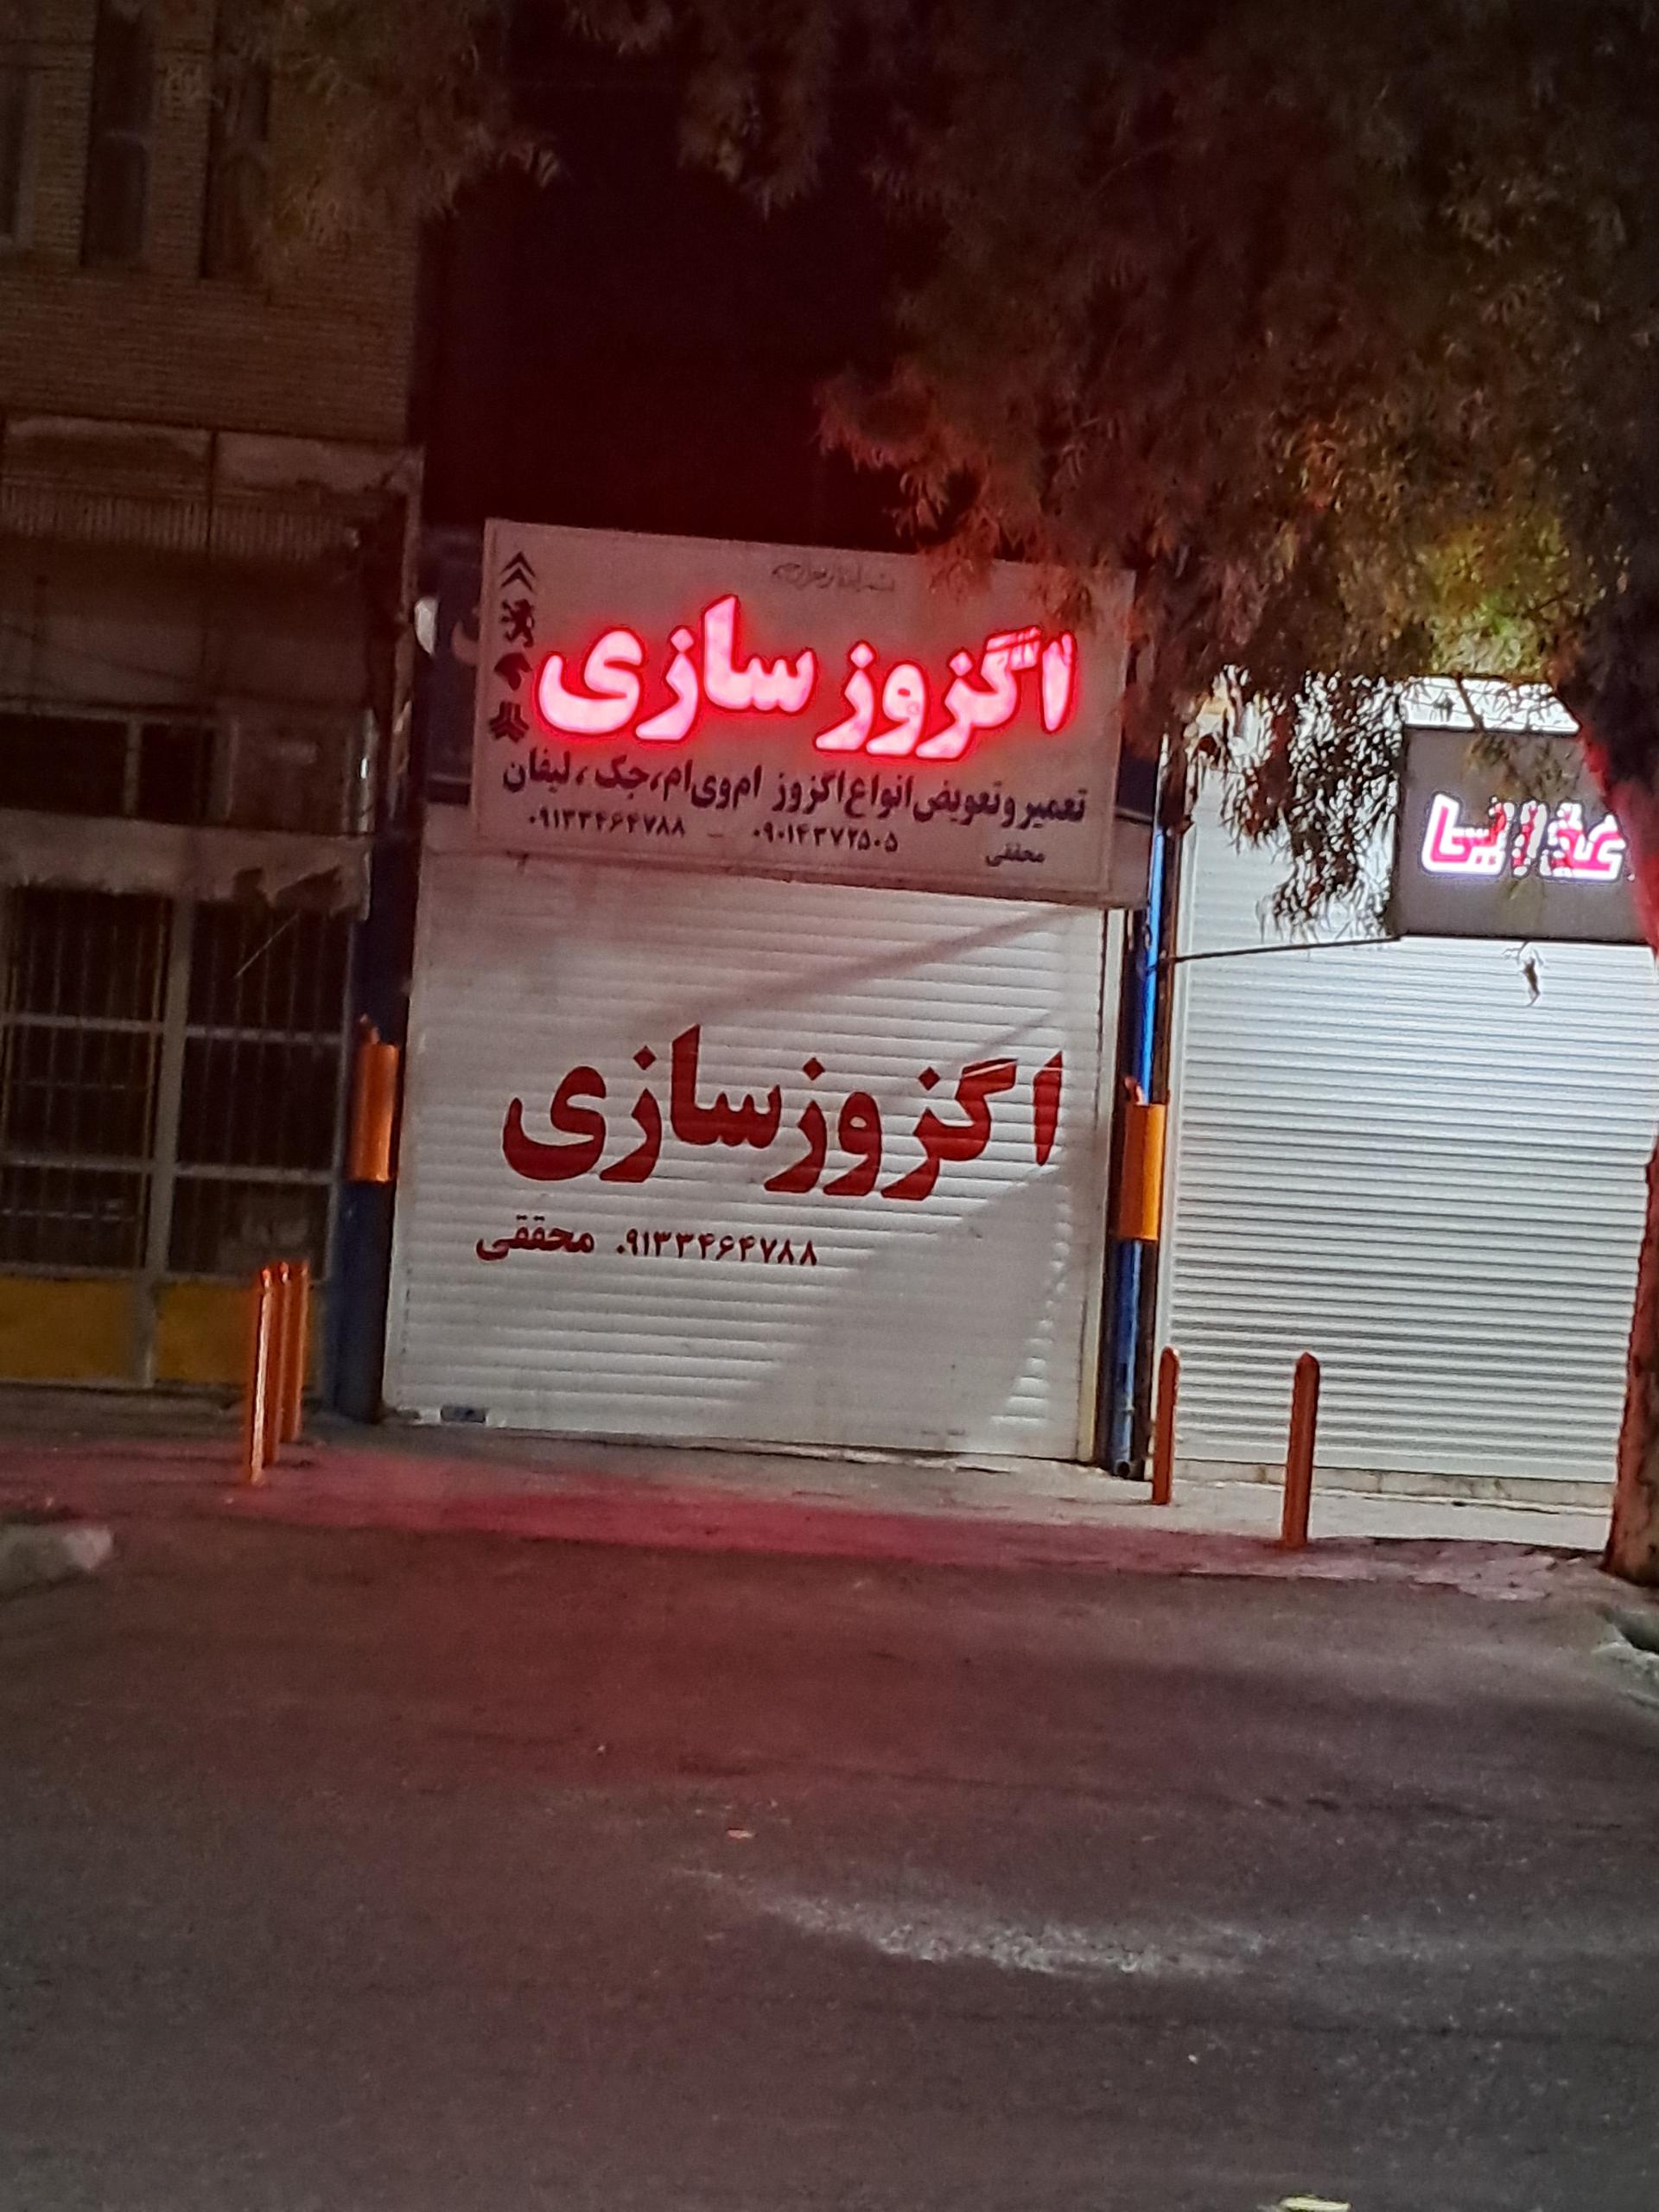 اگزوز سازی
تعمیر و تعویض انواع اگزوز ام وی ام، جک، لیفان
۰۹۱۳۳۴۶۴۷۸۸ - ۰۹۰۱۴۳۷۲۵۰۵
محققی
اگزوزسازی
۰۹۱۳۳۴۶۴۷۸۸ محققی